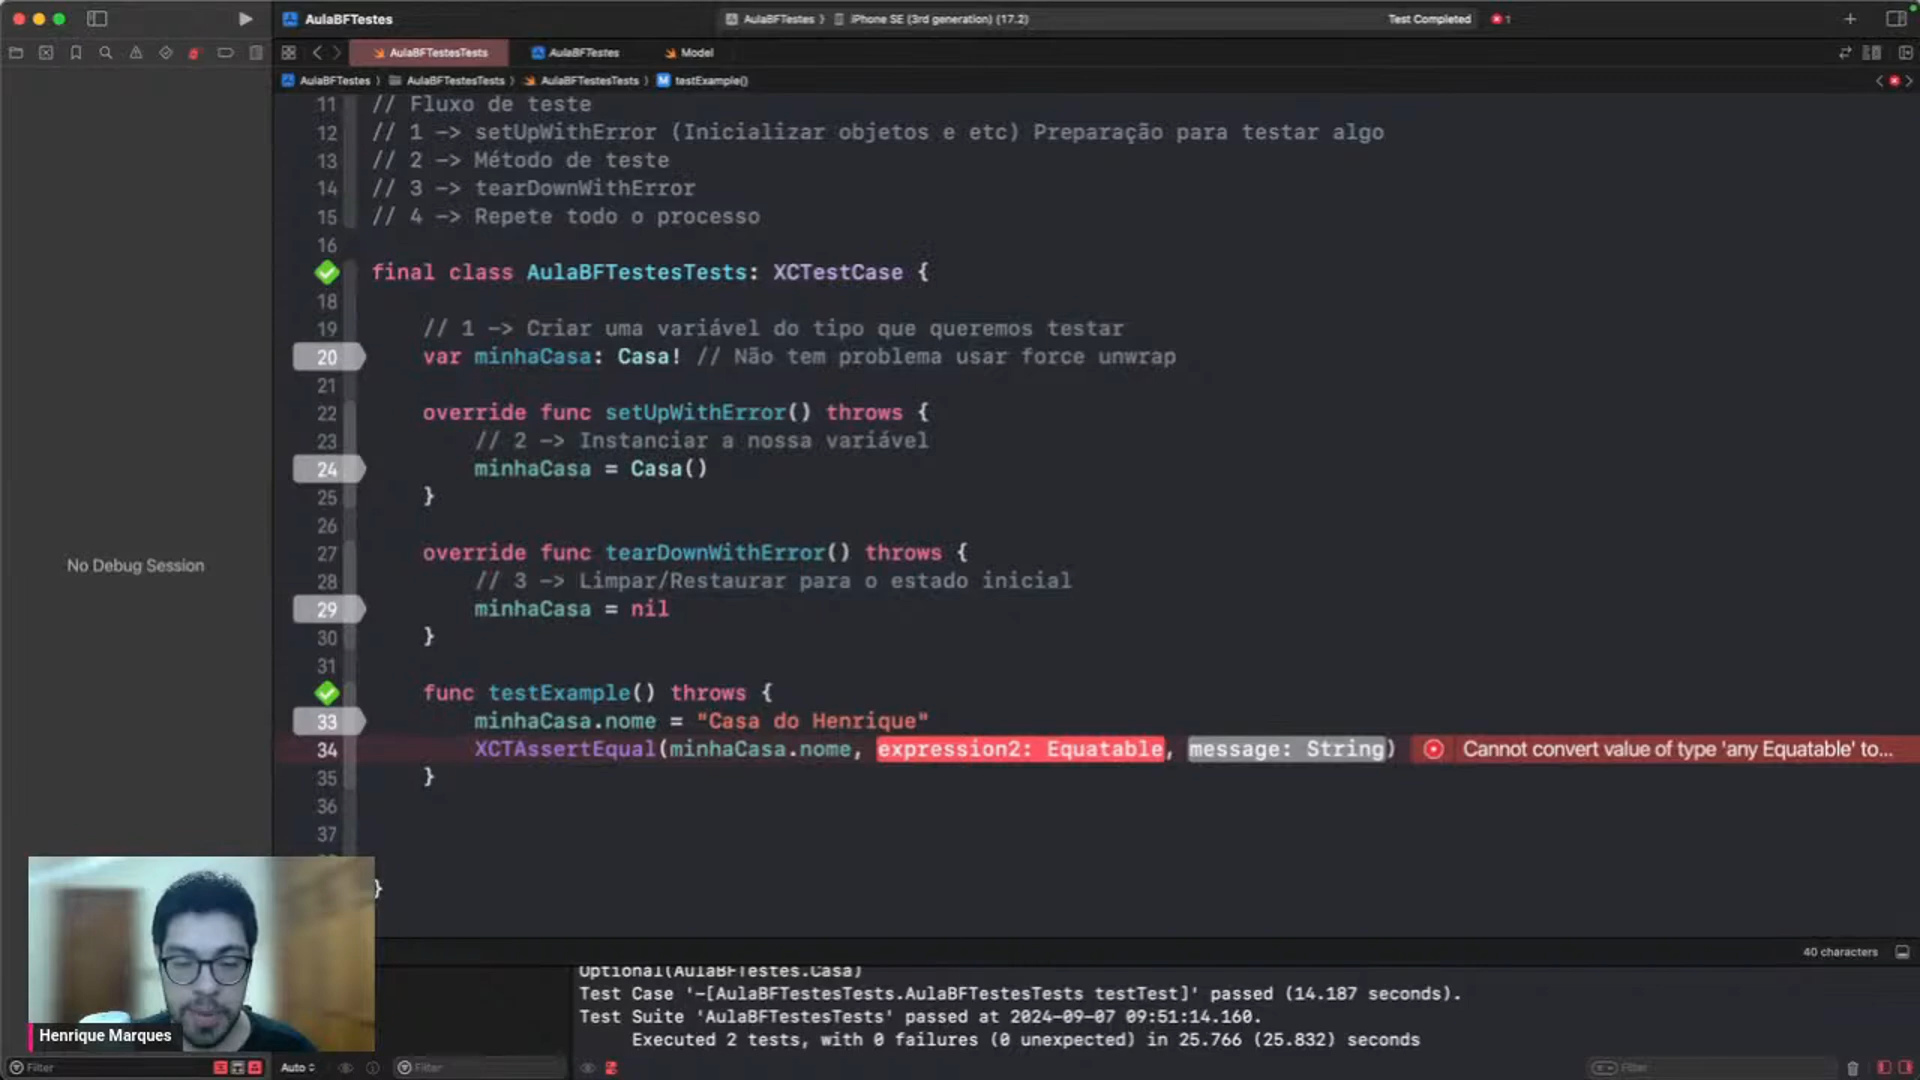 AulaBFTestes
AulaBFTestes 〉 iPhone SE (3rd generation) (17.2)
Test Completed
1
AulaBFTestesTests
AulaBFTestes
Model
AulaBFTestes 〉 AulaBFTestesTests 〉 AulaBFTestesTests 〉 M testExample()
11 // Fluxo de teste
12 // 1 -> setUpWithError (Inicializar objetos e etc) Preparação para testar algo
13 // 2 -> Método de teste
14 // 3 -> tearDownWithError
15 // 4 -> Repete todo o processo
16
final class AulaBFTestesTests: XCTestCase {
18
19 // 1 -> Criar uma variável do tipo que queremos testar
20 var minhaCasa: Casa! // Não tem problema usar force unwrap
21
22 override func setUpWithError() throws {
23 // 2 -> Instanciar a nossa variável
24 minhaCasa = Casa()
25 }
26
27 override func tearDownWithError() throws {
28 // 3 -> Limpar/Restaurar para o estado inicial
29 minhaCasa = nil
30 }
31
func testExample() throws {
33 minhaCasa.nome = "Casa do Henrique"
34 XCTAssertEqual(minhaCasa.nome, expression2: Equatable, message: String) Cannot convert value of type 'any Equatable' to...
35 }
36
37
}
No Debug Session
Henrique Marques
40 characters
Optional(AulaBFTestes.Casa)
Test Case '-[AulaBFTestesTests.AulaBFTestesTests testTest]' passed (14.187 seconds).
Test Suite 'AulaBFTestesTests' passed at 2024-09-07 09:51:14.160.
Executed 2 tests, with 0 failures (0 unexpected) in 25.766 (25.832) seconds
Filter
Auto
Filter
Filter